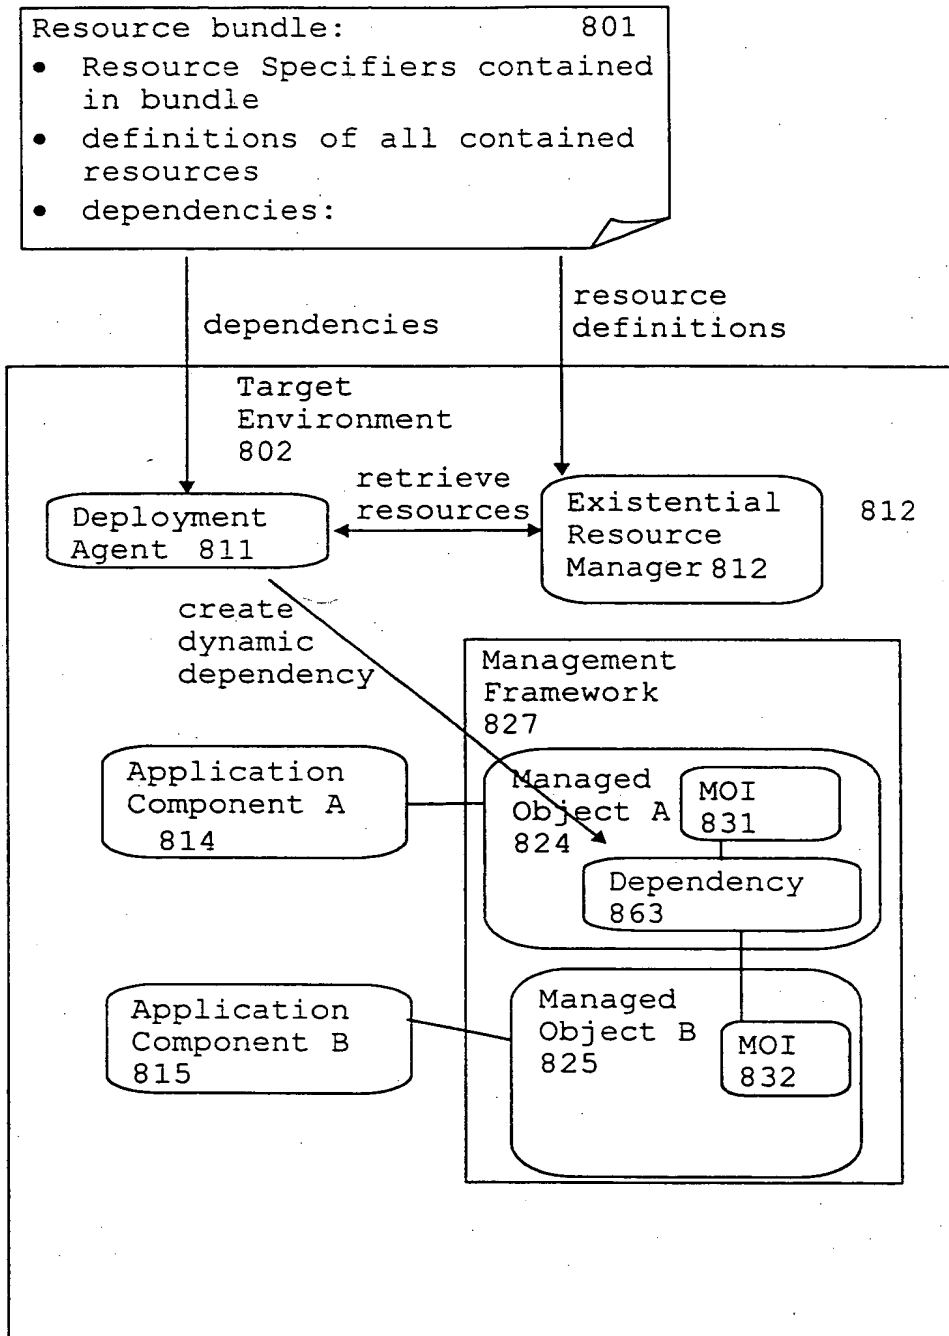 Resource bundle: 801
• Resource Specifiers contained
in bundle
• definitions of all contained
resources
• dependencies:
dependencies
resource
definitions
Target
Environment
802
retrieve
resources
Deployment
Agent 811
Existential
Resource
Manager 812
812
create
dynamic
dependency
Management
Framework
827
Application
Component A
814
Managed
Object A
824
MOI
831
Dependency
863
Application
Component B
815
Managed
Object B
825
MOI
832